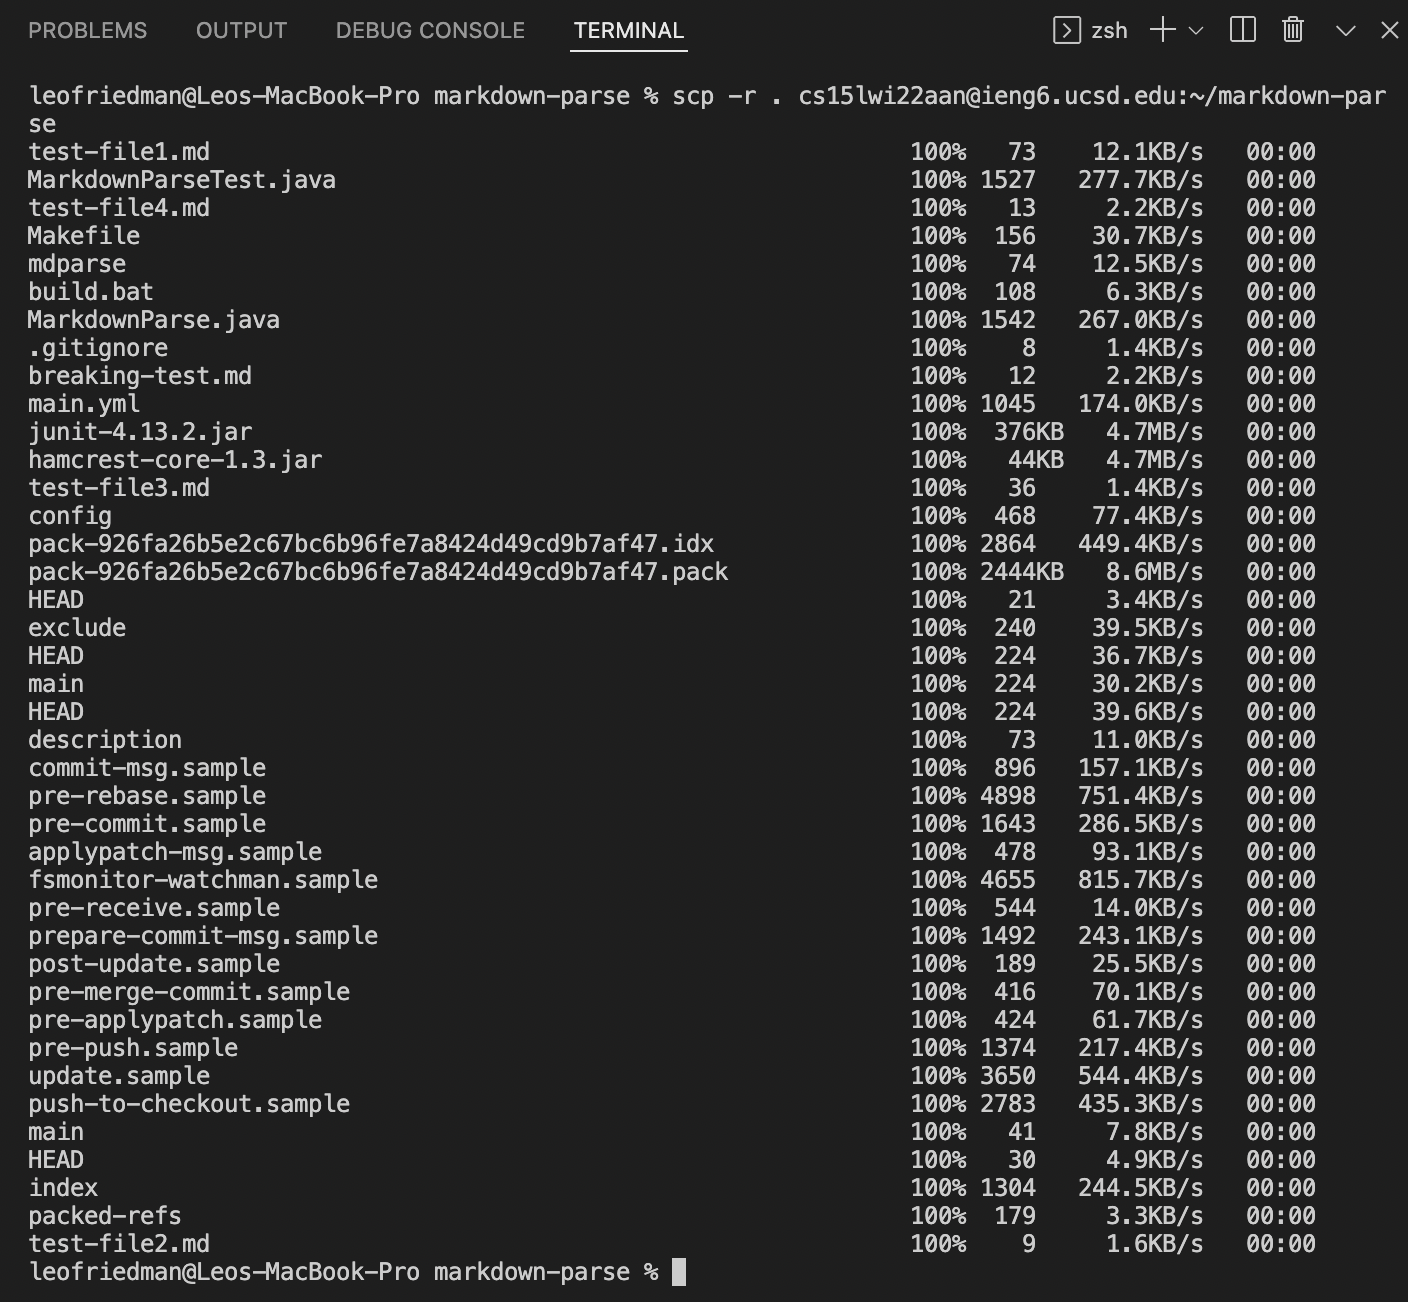 PROBLEMS OUTPUT DEBUG CONSOLE TERMINAL zsh
leofriedman@Leos-MacBook-Pro markdown-parse % scp -r . cs15lwi22aan@ieng6.ucsd.edu:~/markdown-par
se
test-file1.md 100% 73 12.1KB/s 00:00
MarkdownParseTest.java 100% 1527 277.7KB/s 00:00
test-file4.md 100% 13 2.2KB/s 00:00
Makefile 100% 156 30.7KB/s 00:00
mdparse 100% 74 12.5KB/s 00:00
build.bat 100% 108 6.3KB/s 00:00
MarkdownParse.java 100% 1542 267.0KB/s 00:00
.gitignore 100% 8 1.4KB/s 00:00
breaking-test.md 100% 12 2.2KB/s 00:00
main.yml 100% 1045 174.0KB/s 00:00
junit-4.13.2.jar 100% 376KB 4.7MB/s 00:00
hamcrest-core-1.3.jar 100% 44KB 4.7MB/s 00:00
test-file3.md 100% 36 1.4KB/s 00:00
config 100% 468 77.4KB/s 00:00
pack-926fa26b5e2c67bc6b96fe7a8424d49cd9b7af47.idx 100% 2864 449.4KB/s 00:00
pack-926fa26b5e2c67bc6b96fe7a8424d49cd9b7af47.pack 100% 2444KB 8.6MB/s 00:00
HEAD 100% 21 3.4KB/s 00:00
exclude 100% 240 39.5KB/s 00:00
HEAD 100% 224 36.7KB/s 00:00
main 100% 224 30.2KB/s 00:00
HEAD 100% 224 39.6KB/s 00:00
description 100% 73 11.0KB/s 00:00
commit-msg.sample 100% 896 157.1KB/s 00:00
pre-rebase.sample 100% 4898 751.4KB/s 00:00
pre-commit.sample 100% 1643 286.5KB/s 00:00
applypatch-msg.sample 100% 478 93.1KB/s 00:00
fsmonitor-watchman.sample 100% 4655 815.7KB/s 00:00
pre-receive.sample 100% 544 14.0KB/s 00:00
prepare-commit-msg.sample 100% 1492 243.1KB/s 00:00
post-update.sample 100% 189 25.5KB/s 00:00
pre-merge-commit.sample 100% 416 70.1KB/s 00:00
pre-applypatch.sample 100% 424 61.7KB/s 00:00
pre-push.sample 100% 1374 217.4KB/s 00:00
update.sample 100% 3650 544.4KB/s 00:00
push-to-checkout.sample 100% 2783 435.3KB/s 00:00
main 100% 41 7.8KB/s 00:00
HEAD 100% 30 4.9KB/s 00:00
index 100% 1304 244.5KB/s 00:00
packed-refs 100% 179 3.3KB/s 00:00
test-file2.md 100% 9 1.6KB/s 00:00
leofriedman@Leos-MacBook-Pro markdown-parse %